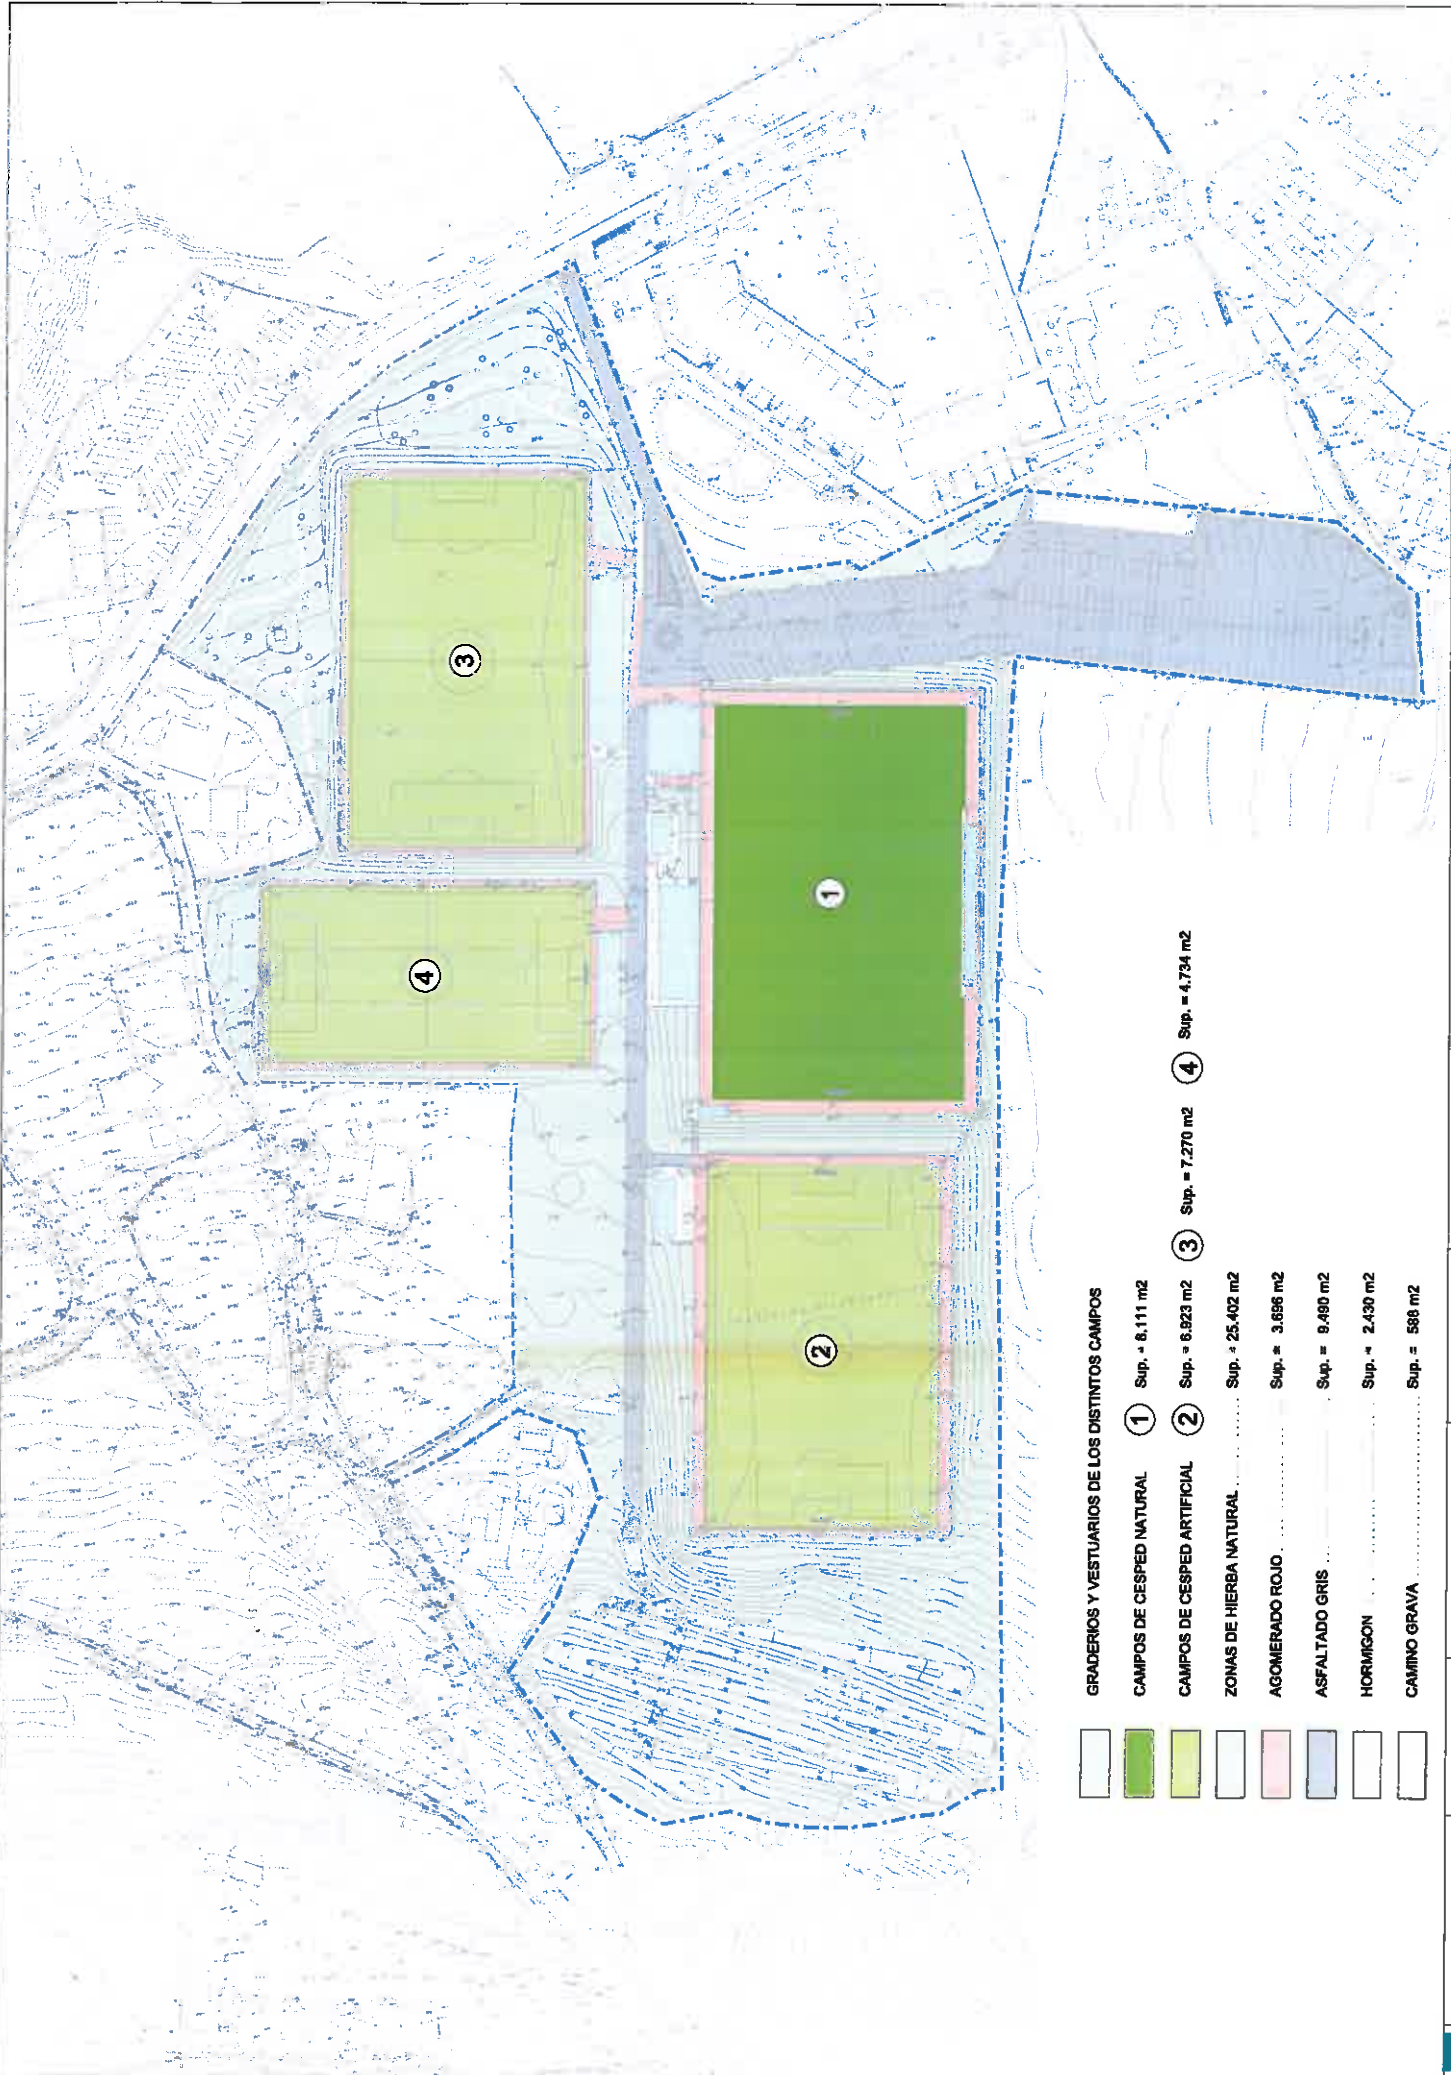 3
4
1
2
GRADERIOS Y VESTUARIOS DE LOS DISTINTOS CAMPOS
CAMPOS DE CESPED NATURAL 1 Sup. = 8.111 m2
CAMPOS DE CESPED ARTIFICIAL 2 Sup. = 6.923 m2 3 Sup. = 7.270 m2 4 Sup. = 4.734 m2
ZONAS DE HIERBA NATURAL ........ Sup. = 25.402 m2
AGOMERADO ROJO ............ Sup. = 3.696 m2
ASFALTADO GRIS .... Sup. = 9.490 m2
HORMIGON ............ Sup. = 2.430 m2
CAMINO GRAVA .................... Sup. = 588 m2